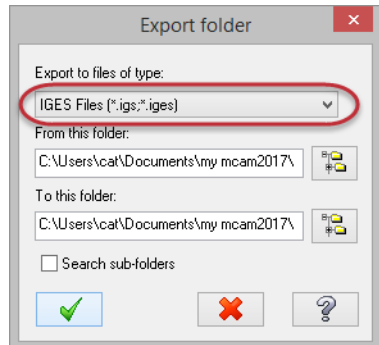 Export folder
Export to files of type:
IGES Files (*.igs;*.iges)
From this folder:
C:\Users\cat\Documents\my mcam2017\
To this folder:
C:\Users\cat\Documents\my mcam2017\
Search sub-folders